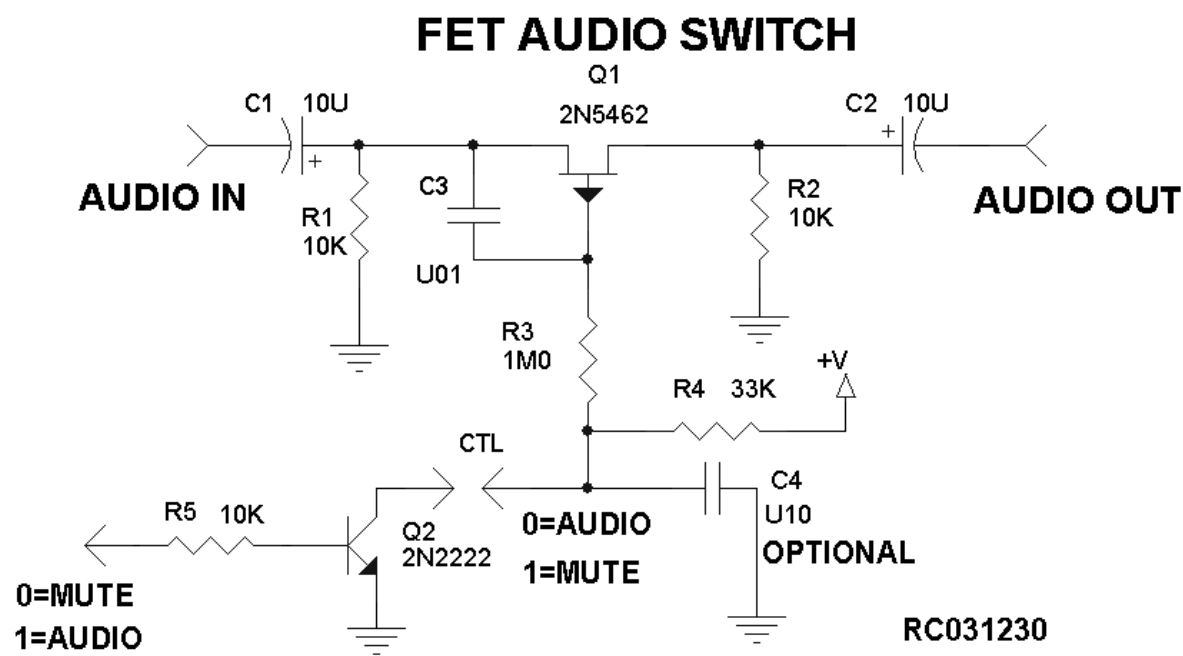 FET AUDIO SWITCH
Q1
2N5462
C1 10U
C2 10U
+
+
AUDIO IN
AUDIO OUT
C3
U01
R1
10K
R2
10K
R3
1M0
+V
R4 33K
CTL
C4
U10
OPTIONAL
R5 10K
Q2
2N2222
0=AUDIO
1=MUTE
0=MUTE
1=AUDIO
RC031230